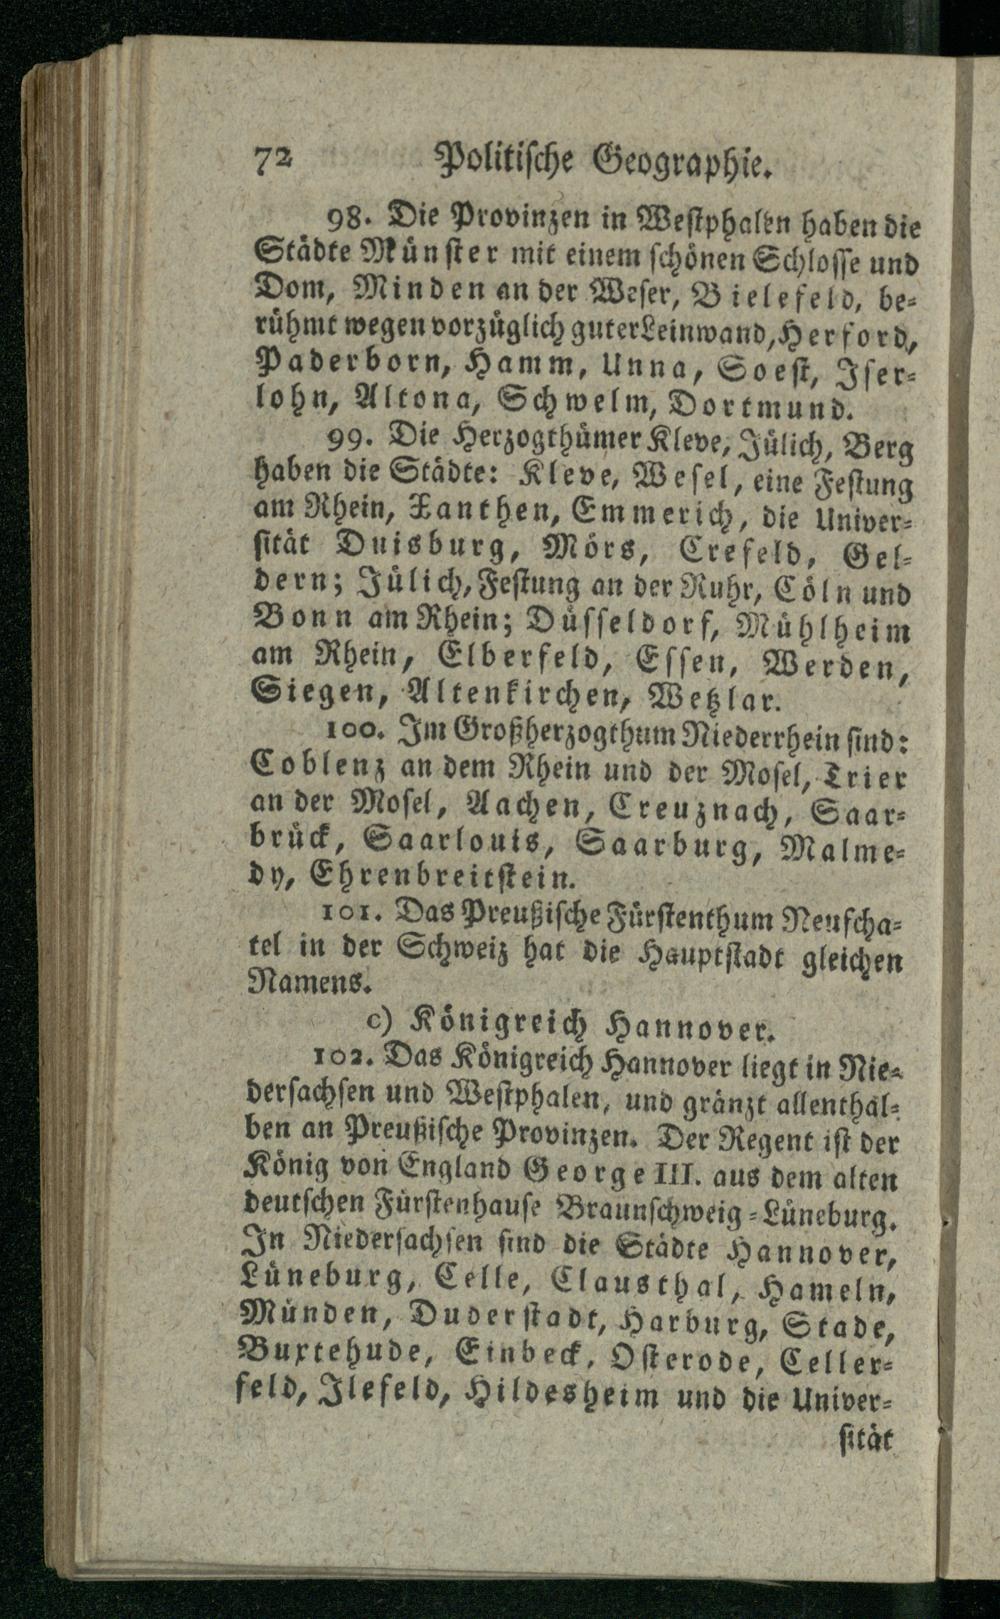 72 Politische Geographie.
98. Die Provinzen in Westphalen haben die
Städte Münster mit einem schönen Schlosse und
Dom, Minden an der Weser, Bielefeld, be-
rühmt wegen vorzüglich guter Leinwand, Herford,
Paderborn, Hamm, Unna, Soest, Iser-
lohn, Altona, Schwelm, Dortmund.
99. Die Herzogthümer Kleve, Jülich, Berg
haben die Städte: Kleve, Wesel, eine Festung
am Rhein, Xanthen, Emmerich, die Univer-
sität Duisburg, Mörs, Crefeld, Gel-
dern; Jülich, Festung an der Ruhr, Cöln und
Bonn am Rhein; Düsseldorf, Mühlheim
am Rhein, Elberfeld, Essen, Werden,
Siegen, Altenkirchen, Wetzlar.
100. Im Großherzogthum Niederrhein sind:
Coblenz an dem Rhein und der Mosel, Trier
an der Mosel, Aachen, Creuznach, Saar-
brück, Saarlouis, Saarburg, Malme-
dy, Ehrenbreitstein.
101. Das Preußische Fürstenthum Neufcha-
tel in der Schweiz hat die Hauptstadt gleichen
Namens.
c) Königreich Hannover.
102. Das Königreich Hannover liegt in Nie-
dersachsen und Westphalen, und gränzt allenthal-
ben an Preußische Provinzen. Der Regent ist der
König von England George III. aus dem alten
deutschen Fürstenhause Braunschweig-Lüneburg.
In Niedersachsen sind die Städte Hannover,
Lüneburg, Celle, Clausthal, Hameln,
Münden, Duderstadt, Harburg, Stade,
Buxtehude, Einbeck, Osterode, Celler-
feld, Ilefeld, Hildesheim und die Univer-
sität